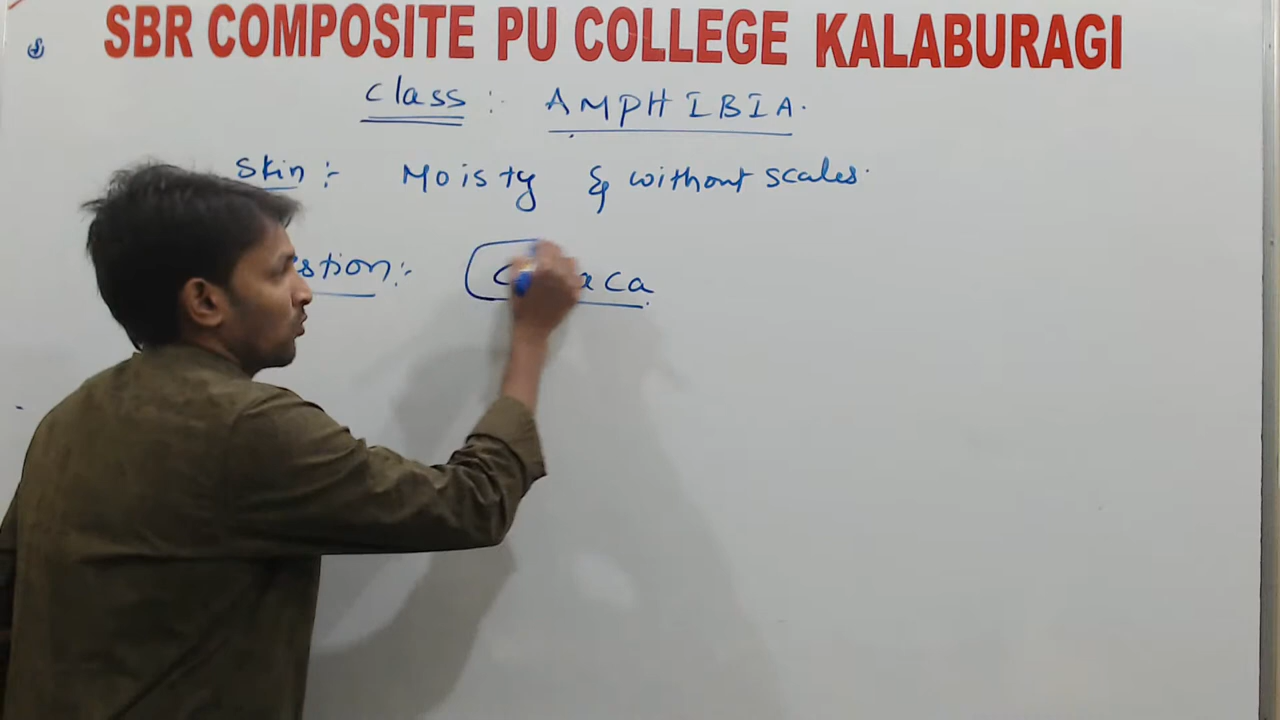 SBR COMPOSITE PU COLLEGE KALABURAGI
class : AMPHIBIA.
Skin :- Moisty & without scales.